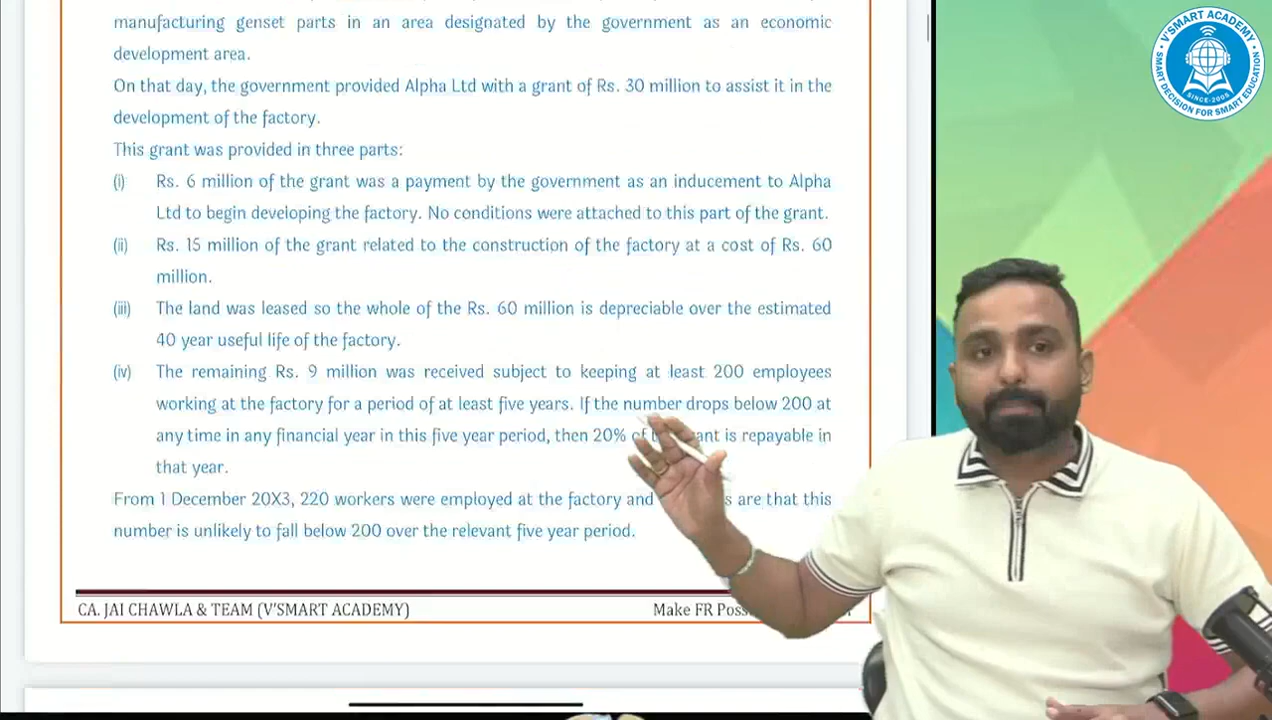 manufacturing genset parts in an area designated by the government as an economic
development area.
On that day, the government provided Alpha Ltd with a grant of Rs. 30 million to assist it in the
development of the factory.
This grant was provided in three parts:
(i) Rs. 6 million of the grant was a payment by the government as an inducement to Alpha
Ltd to begin developing the factory. No conditions were attached to this part of the grant.
(ii) Rs. 15 million of the grant related to the construction of the factory at a cost of Rs. 60
million.
(iii) The land was leased so the whole of the Rs. 60 million is depreciable over the estimated
40 year useful life of the factory.
(iv) The remaining Rs. 9 million was received subject to keeping at least 200 employees
working at the factory for a period of at least five years. If the number drops below 200 at
any time in any financial year in this five year period, then 20% of is repayable in
that year.
From 1 December 20X3, 220 workers were employed at the factory and are that this
number is unlikely to fall below 200 over the relevant five year period.
CA. JAI CHAWLA & TEAM (V'SMART ACADEMY) Make FR
V'SMART ACADEMY
SINCE-2005
SMART DECISION FOR SMART EDUCATION